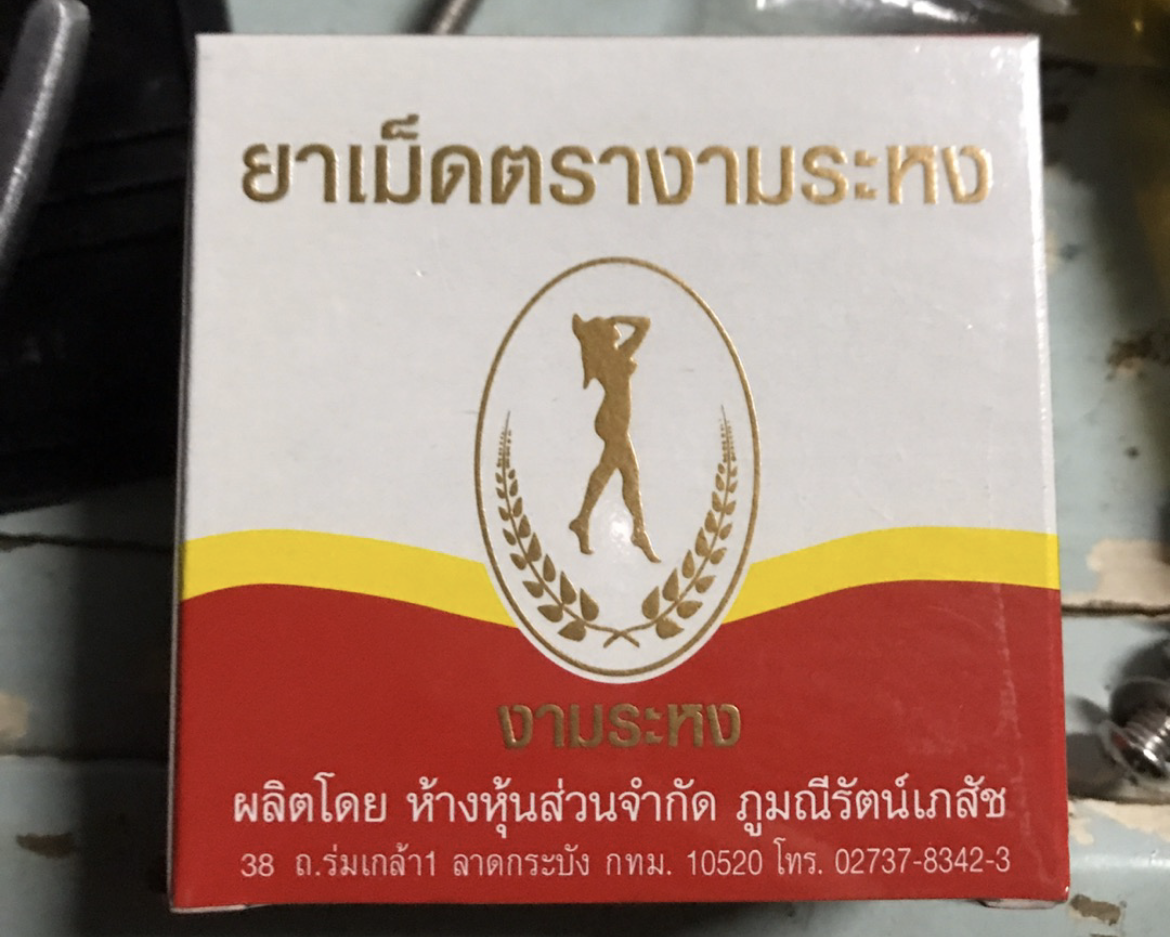 ยาเม็ดตรางามระหง
งามระหง
ผลิตโดย ห้างหุ้นส่วนจำกัด ภูมณีรัตน์เภสัช
38 ถ.ร่มเกล้า1 ลาดกระบัง กทม. 10520 โทร. 02737-8342-3